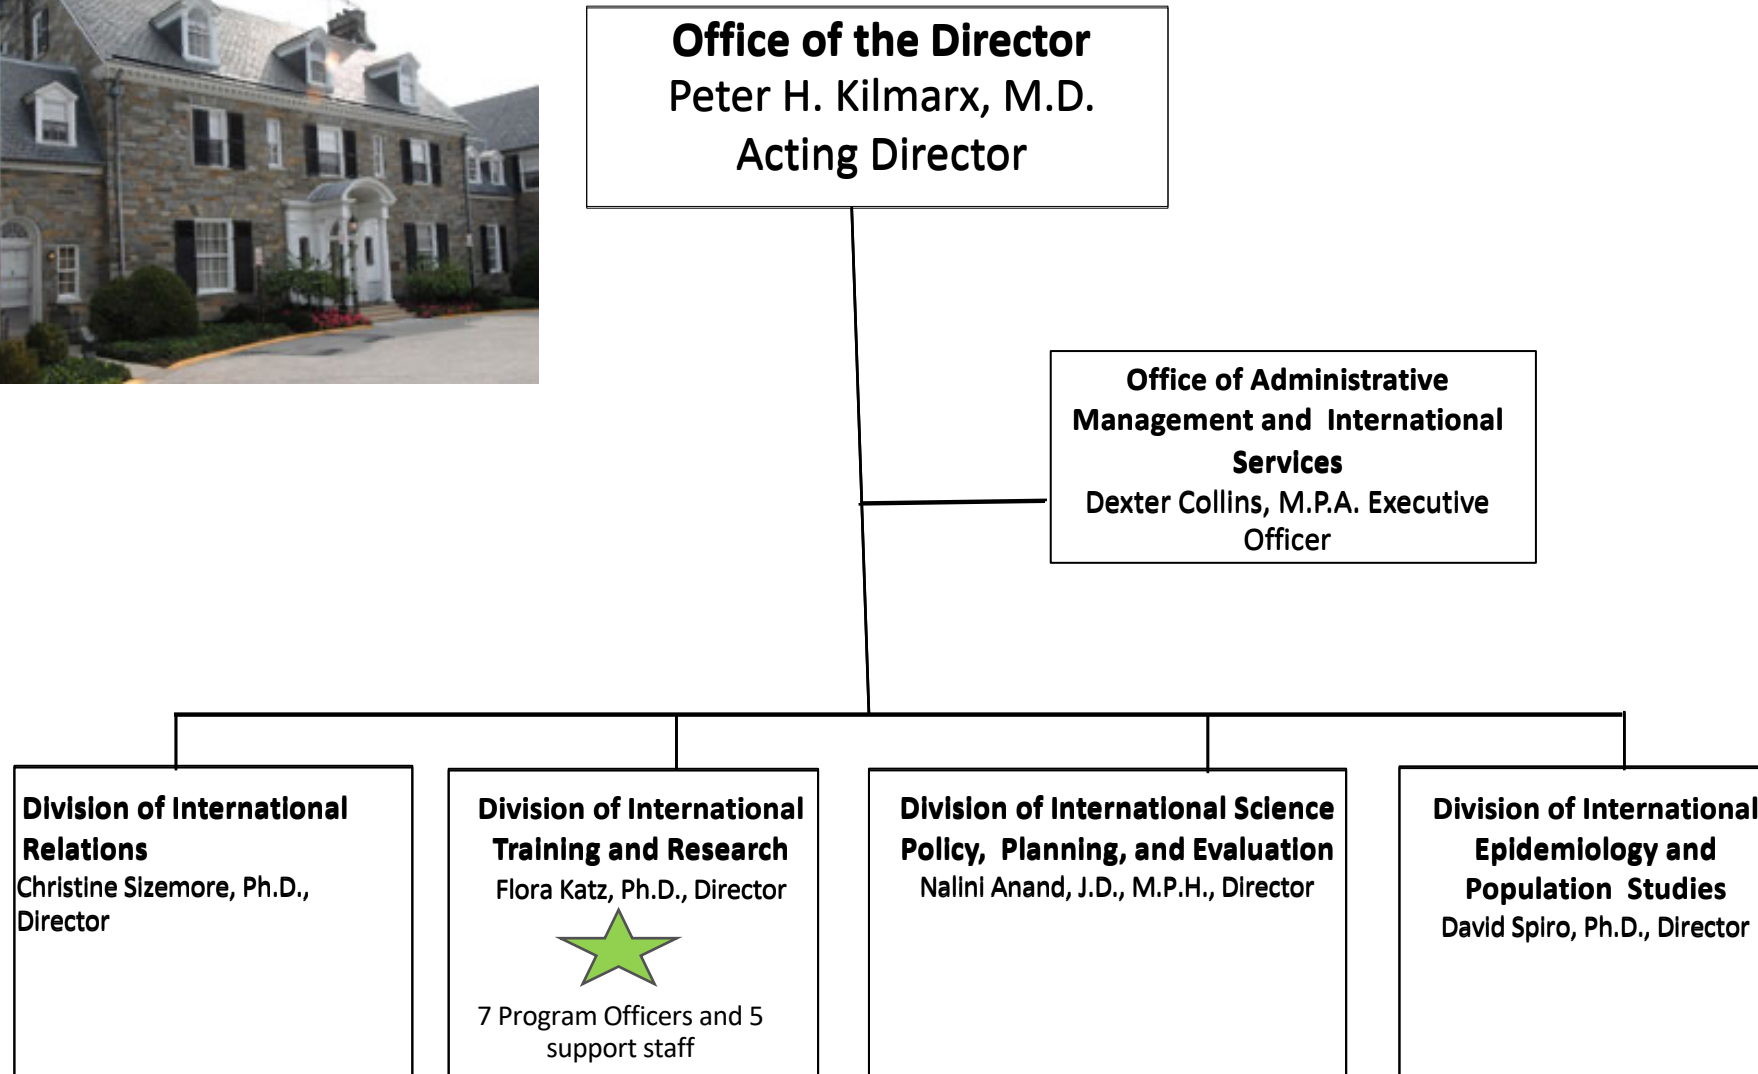 Office of the Director
Peter H. Kilmarx, M.D.
Acting Director
Office of Administrative
Management and  International
Services
Dexter Collins, M.P.A. Executive
Officer
Division of International
Relations
Christine Sizemore, Ph.D.,
Director
Division of International
Training and Research
Flora Katz, Ph.D., Director
7 Program Officers and 5
support staff
Division of International Science
Policy,  Planning, and Evaluation
Nalini Anand, J.D., M.P.H., Director
Division of International
Epidemiology and
Population  Studies
David Spiro, Ph.D., Director